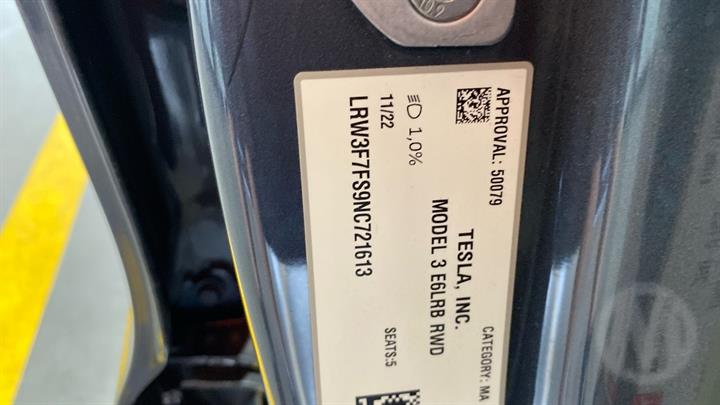 APPROVAL: 50079 CATEGORY: MA
TESLA, INC.
MODEL 3 E6LRB RWD
1,0% SEATS:5
11/22
LRW3F7FS9NC721613